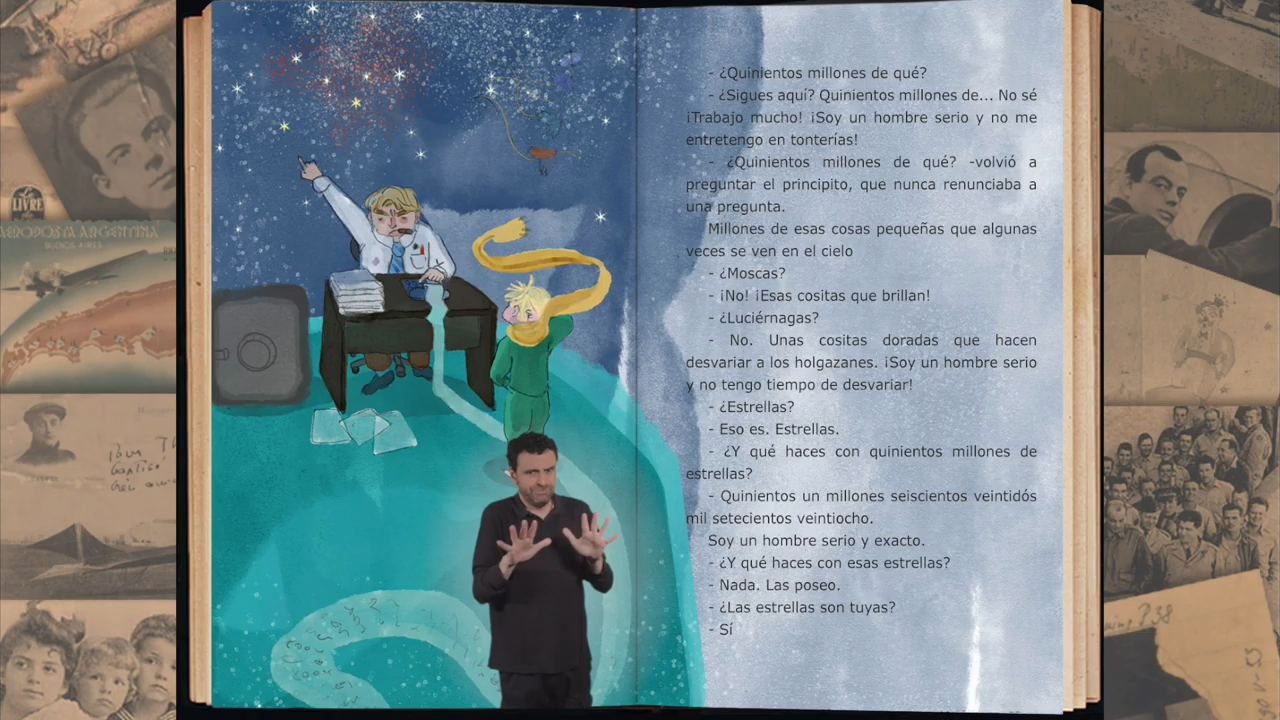 LIVRE
AEROPOSTA ARGENTINA
BUENOS AIRES
- ¿Quinientos millones de qué?
- ¿Sigues aquí? Quinientos millones de... No sé
¡Trabajo mucho! ¡Soy un hombre serio y no me
entretengo en tonterías!
- ¿Quinientos millones de qué? -volvió a
preguntar el principito, que nunca renunciaba a
una pregunta.
Millones de esas cosas pequeñas que algunas
veces se ven en el cielo
- ¿Moscas?
- ¡No! ¡Esas cositas que brillan!
- ¿Luciérnagas?
- No. Unas cositas doradas que hacen
desvariar a los holgazanes. ¡Soy un hombre serio
y no tengo tiempo de desvariar!
- ¿Estrellas?
- Eso es. Estrellas.
- ¿Y qué haces con quinientos millones de
estrellas?
- Quinientos un millones seiscientos veintidós
mil setecientos veintiocho.
Soy un hombre serio y exacto.
- ¿Y qué haces con esas estrellas?
- Nada. Las poseo.
- ¿Las estrellas son tuyas?
- Sí
P38